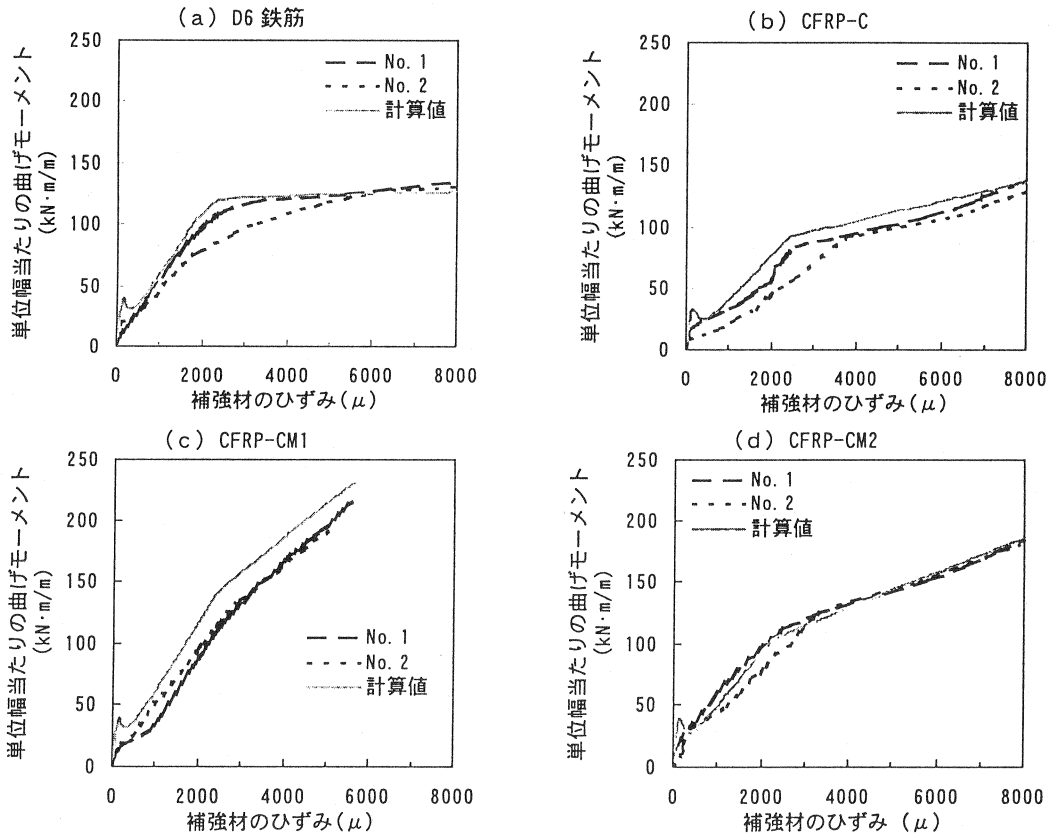 (a) D6 鉄筋
250
200
150
100
50
0
0 2000 4000 6000 8000
単位幅当たりの曲げモーメント
(kN·m/m)
補強材のひずみ(μ)
No. 1
No. 2
計算値
(b) CFRP-C
250
200
150
100
50
0
0 2000 4000 6000 8000
単位幅当たりの曲げモーメント
(kN·m/m)
補強材のひずみ(μ)
No. 1
No. 2
計算値
(c) CFRP-CM1
250
200
150
100
50
0
0 2000 4000 6000 8000
単位幅当たりの曲げモーメント
(kN·m/m)
補強材のひずみ(μ)
No. 1
No. 2
計算値
(d) CFRP-CM2
250
200
150
100
50
0
0 2000 4000 6000 8000
単位幅当たりの曲げモーメント
(kN·m/m)
補強材のひずみ (μ)
No. 1
No. 2
計算値